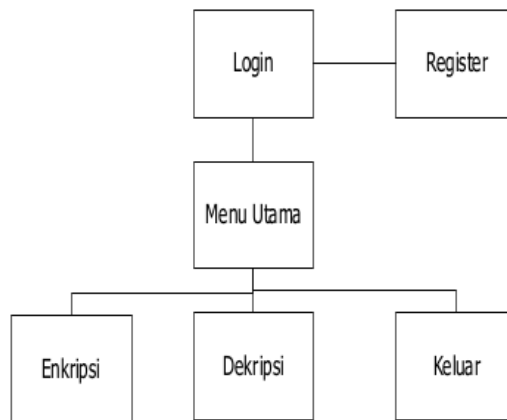 Login
Register
Menu Utama
Enkripsi
Dekripsi
Keluar